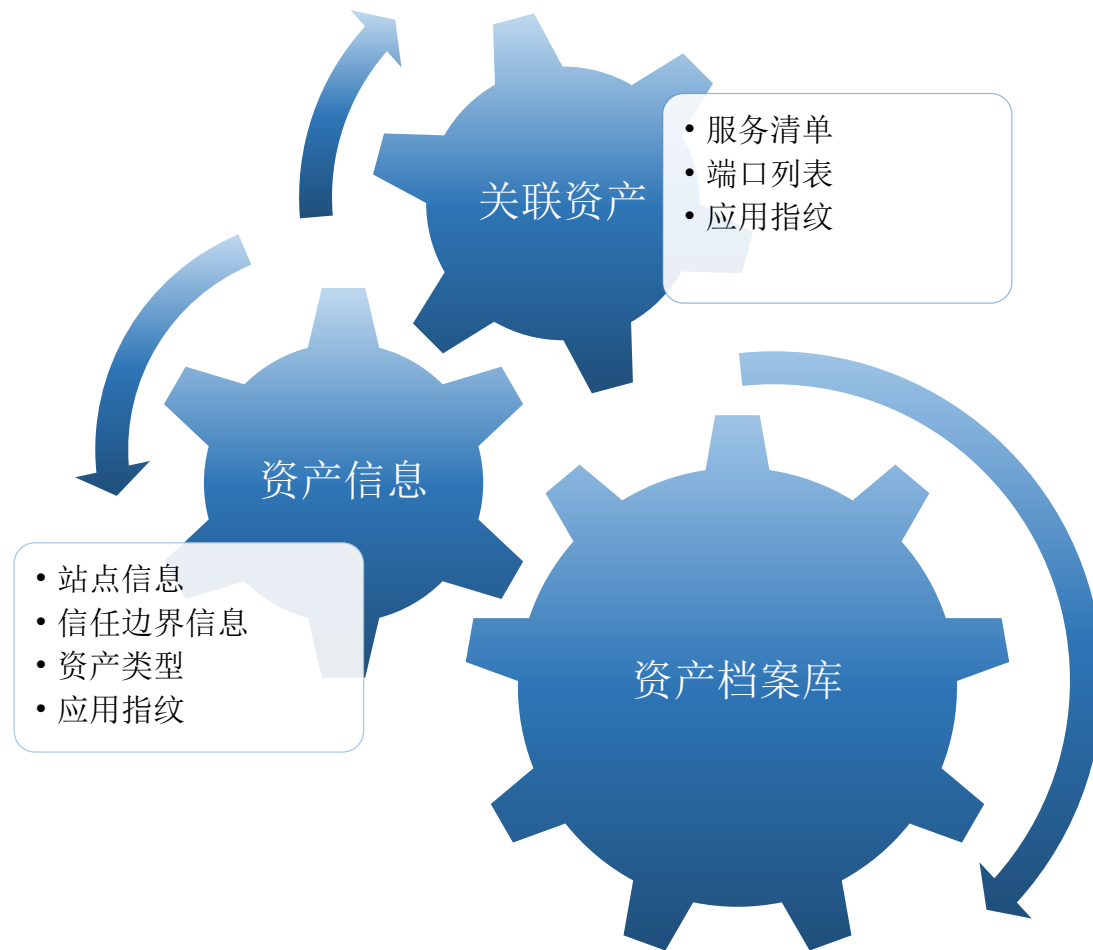 关联资产
• 服务清单
• 端口列表
• 应用指纹
资产信息
• 站点信息
• 信任边界信息
• 资产类型
• 应用指纹
资产档案库